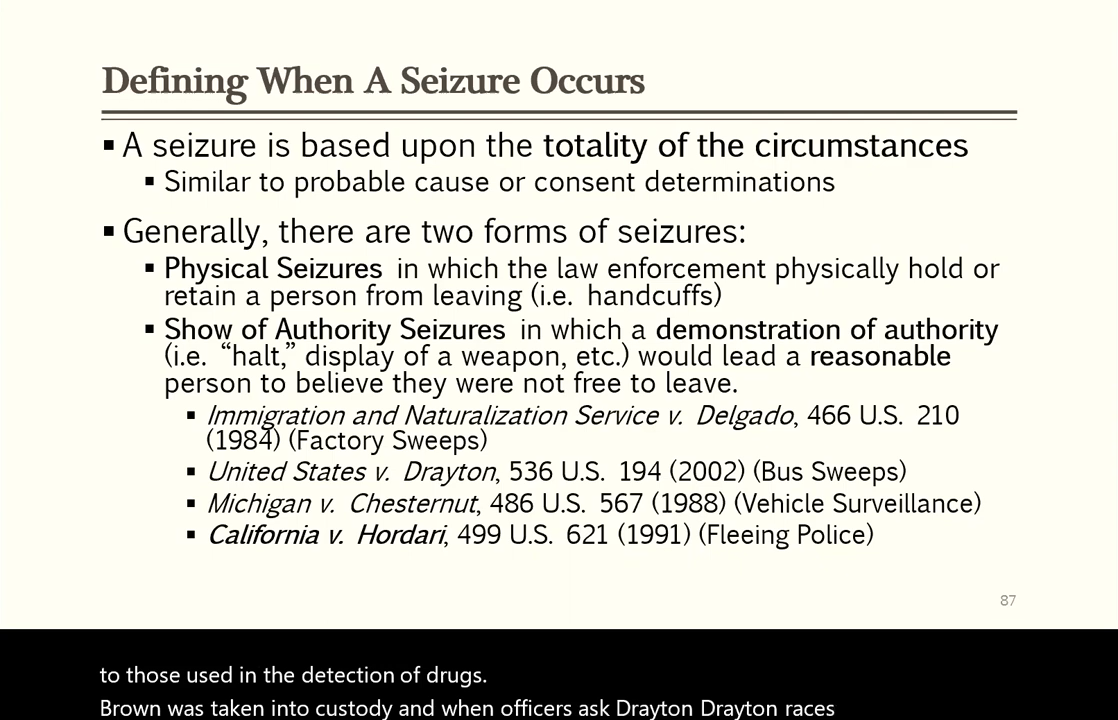 Defining When A Seizure Occurs
▪ A seizure is based upon the totality of the circumstances
▪ Similar to probable cause or consent determinations
▪ Generally, there are two forms of seizures:
▪ Physical Seizures in which the law enforcement physically hold or
retain a person from leaving (i.e. handcuffs)
▪ Show of Authority Seizures in which a demonstration of authority
(i.e. “halt,” display of a weapon, etc.) would lead a reasonable
person to believe they were not free to leave.
▪ Immigration and Naturalization Service v. Delgado, 466 U.S. 210
(1984) (Factory Sweeps)
▪ United States v. Drayton, 536 U.S. 194 (2002) (Bus Sweeps)
▪ Michigan v. Chesternut, 486 U.S. 567 (1988) (Vehicle Surveillance)
▪ California v. Hordari, 499 U.S. 621 (1991) (Fleeing Police)
87
to those used in the detection of drugs.
Brown was taken into custody and when officers ask Drayton Drayton races